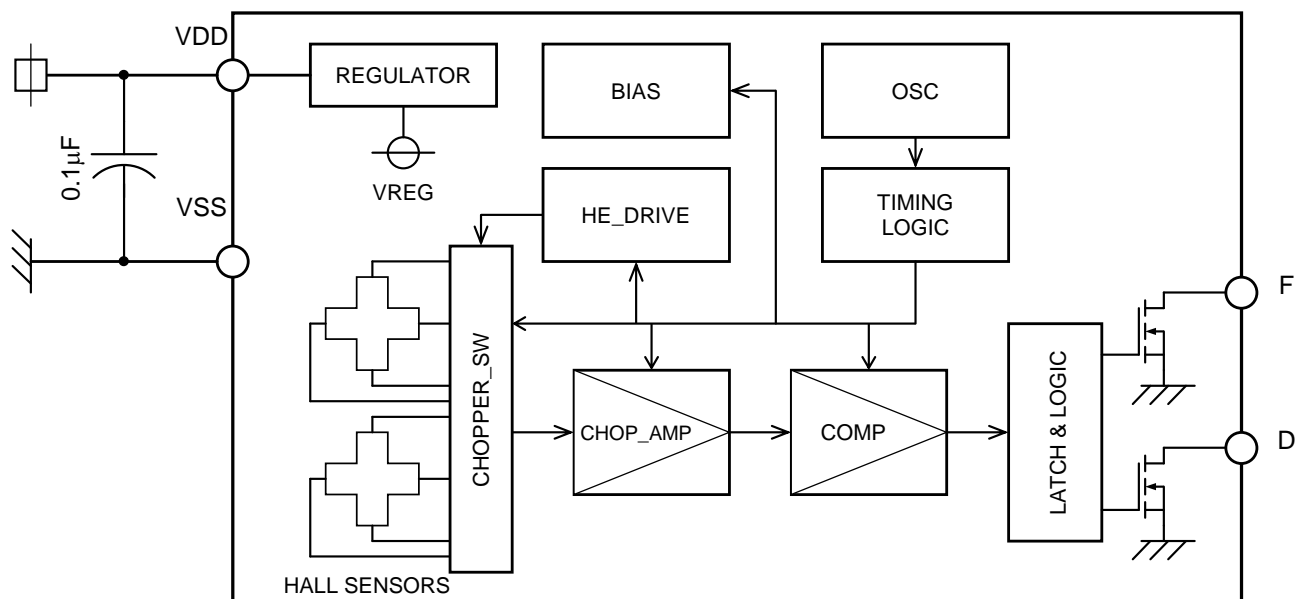 VDD
REGULATOR
BIAS
OSC
0.1μF
VREG
VSS
HE_DRIVE
TIMING
LOGIC
F
CHOPPER_SW
CHOP_AMP
COMP
LATCH & LOGIC
D
HALL SENSORS